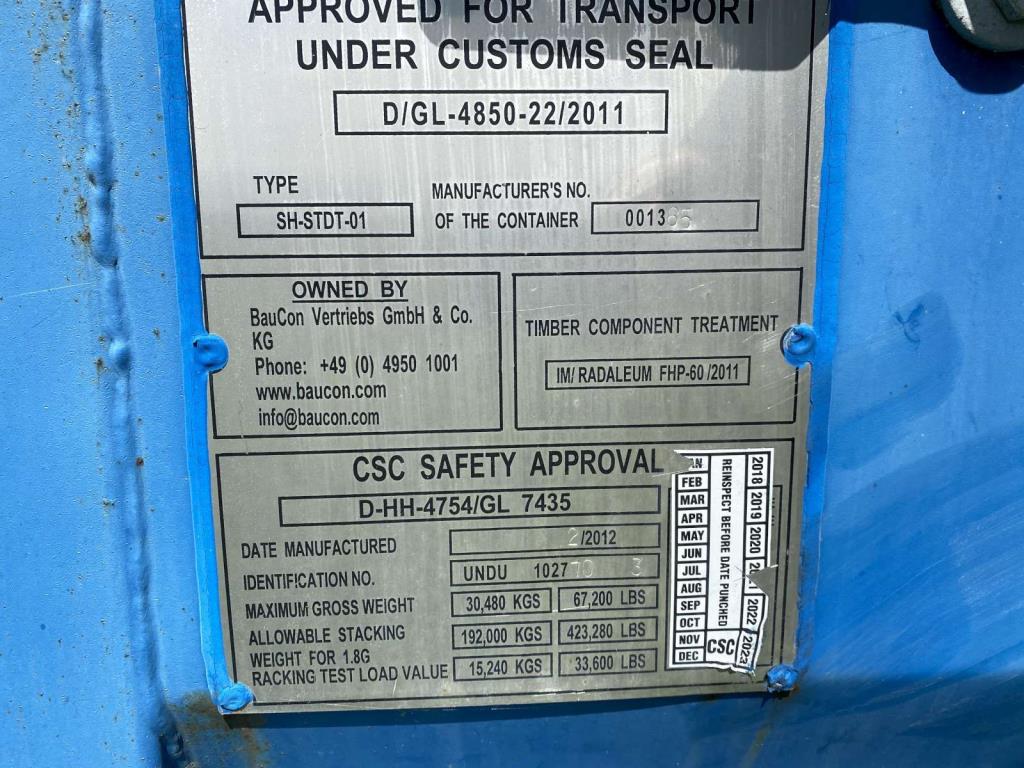 APPROVED FOR TRANSPORT
UNDER CUSTOMS SEAL
D/GL-4850-22/2011
TYPE
SH-STDT-01
MANUFACTURER'S NO.
OF THE CONTAINER
OWNED BY
BauCon Vertriebs GmbH & Co.
KG
Phone: +49 (0) 4950 1001
www.baucon.com
info@baucon.com
TIMBER COMPONENT TREATMENT
IM/ RADALEUM FHP-60/2011
CSC SAFETY APPROVAL
D-HH-4754/GL 7435
DATE MANUFACTURED 2/2012
IDENTIFICATION NO. UNDU 10270 3
MAXIMUM GROSS WEIGHT 30,480 KGS 67,200 LBS
ALLOWABLE STACKING
WEIGHT FOR 1.8G 192,000 KGS 423,280 LBS
RACKING TEST LOAD VALUE 15,240 KGS 33,600 LBS
FEB
MAR
APR
MAY
JUN
JUL
AUG
SEP
OCT
NOV
DEC
REINSPECT BEFORE DATE PUNCHED
CSC
2018 2019 2020 2022 2023